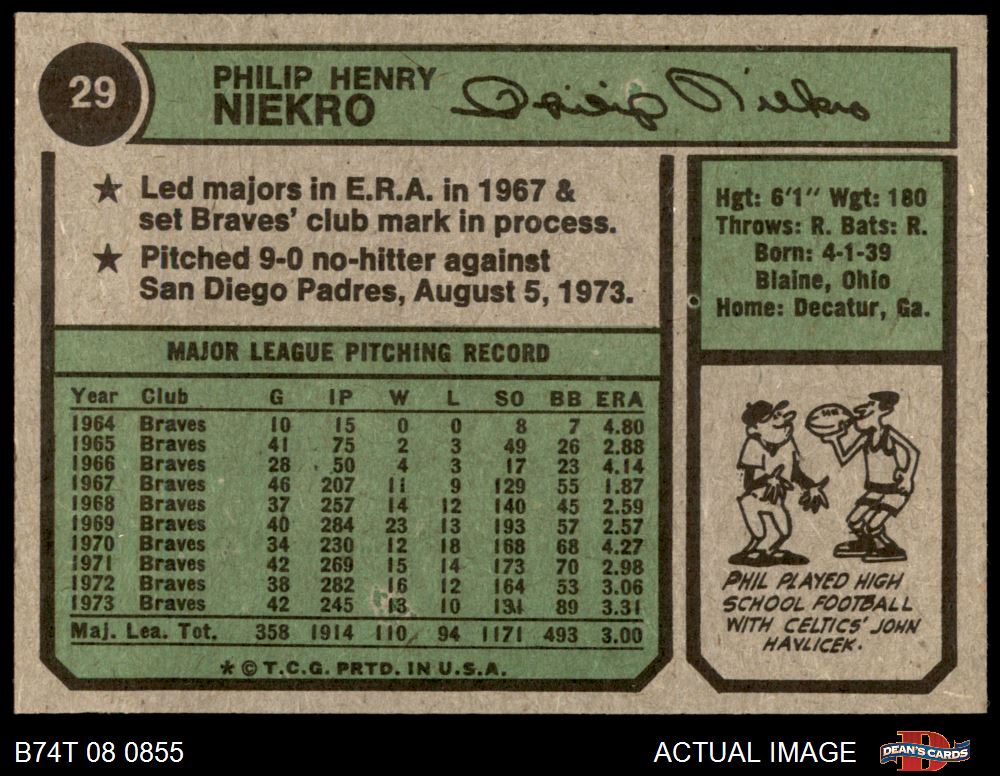 29
PHILIP HENRY
NIEKRO
Philip Niekro
★ Led majors in E.R.A. in 1967 &
set Braves' club mark in process.
★ Pitched 9-0 no-hitter against
San Diego Padres, August 5, 1973.
Hgt: 6'1" Wgt: 180
Throws: R. Bats: R.
Born: 4-1-39
Blaine, Ohio
Home: Decatur, Ga.
MAJOR LEAGUE PITCHING RECORD
Year Club G IP W L SO BB ERA
1964 Braves 10 15 0 0 8 7 4.80
1965 Braves 41 75 2 3 49 26 2.88
1966 Braves 28 50 4 3 17 23 4.14
1967 Braves 46 207 11 9 129 55 1.87
1968 Braves 37 257 14 12 140 45 2.59
1969 Braves 40 284 23 13 193 57 2.57
1970 Braves 34 230 12 18 168 68 4.27
1971 Braves 42 269 15 14 173 70 2.98
1972 Braves 38 282 16 12 164 53 3.06
1973 Braves 42 245 13 10 131 89 3.31
Maj. Lea. Tot. 358 1914 110 94 1171 493 3.00
★ © T.C.G. PRTD. IN U.S.A.
PHIL PLAYED HIGH
SCHOOL FOOTBALL
WITH CELTICS' JOHN
HAVLICEK.
B74T 08 0855
ACTUAL IMAGE
D
DEAN'S CARDS